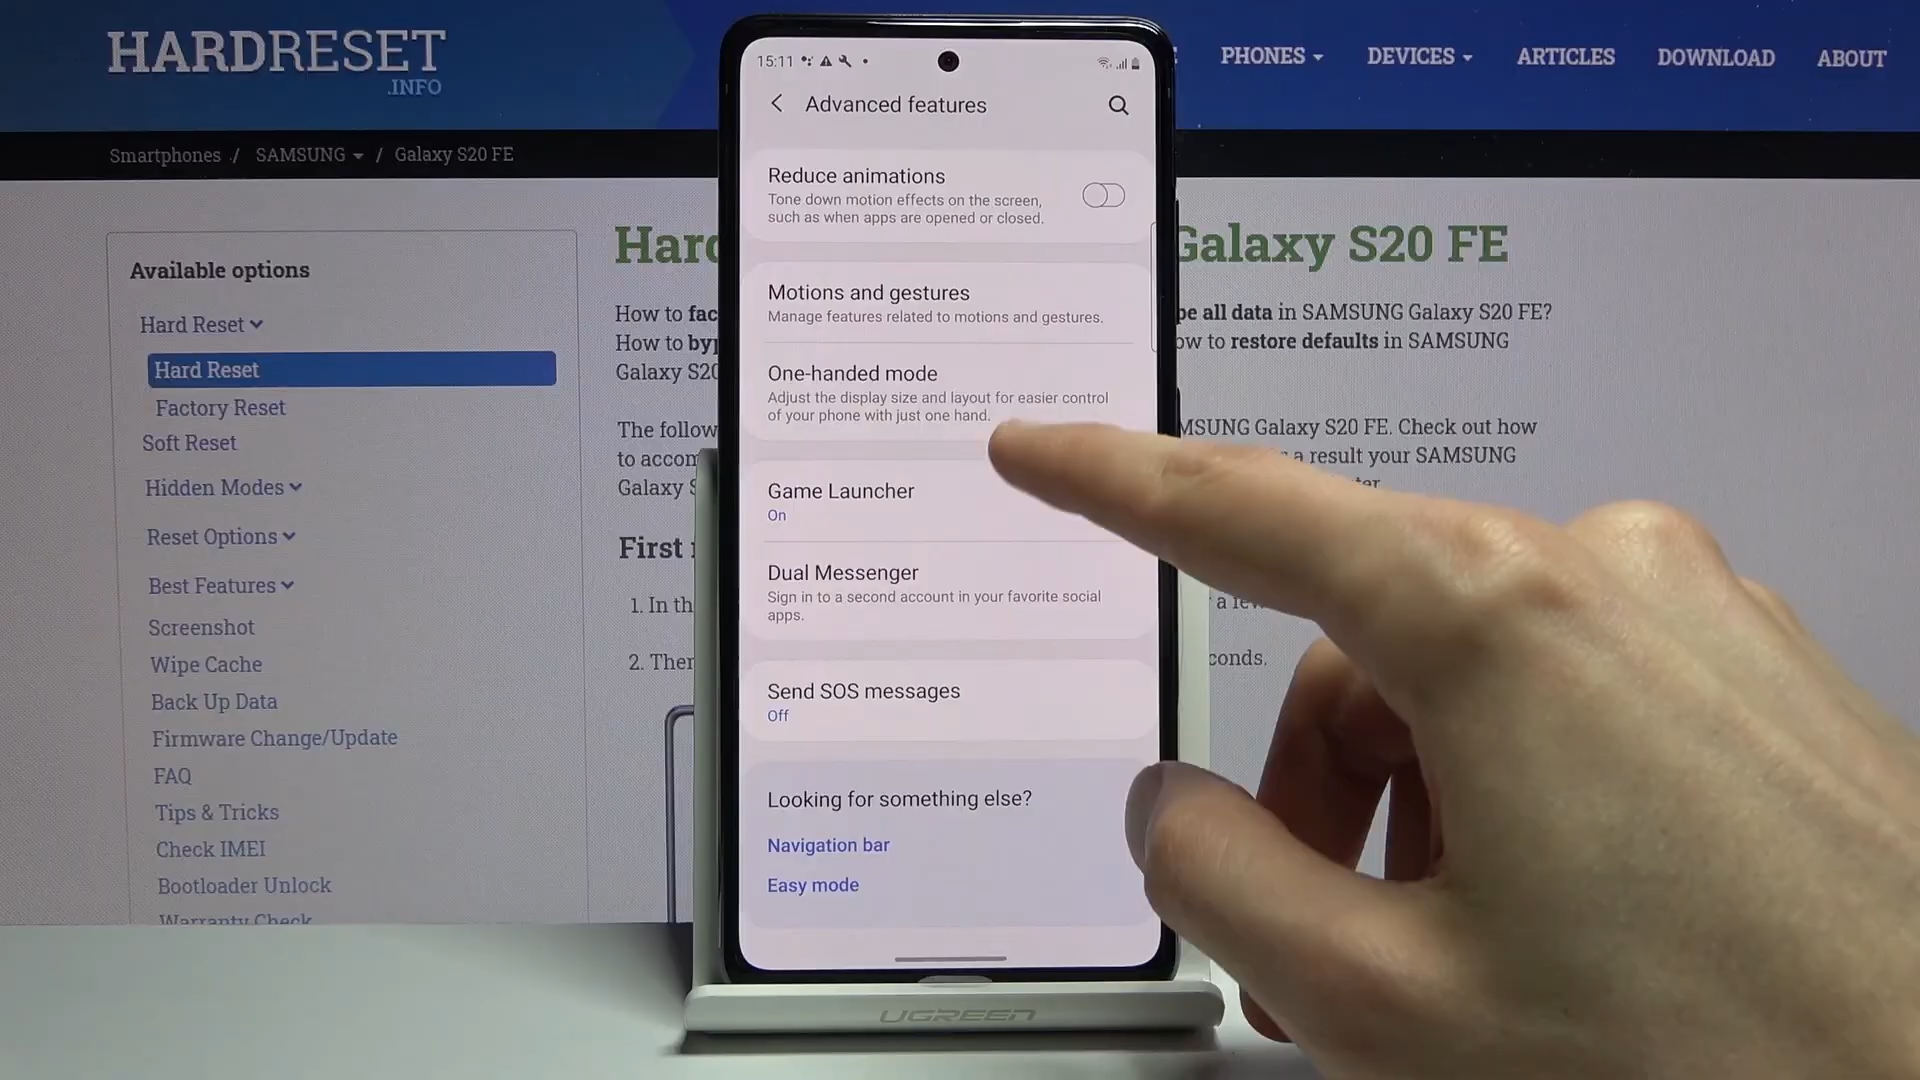 HARDRESET
.INFO
PHONES
DEVICES
ARTICLES
DOWNLOAD
ABOUT
Smartphones / SAMSUNG / Galaxy S20 FE
Available options
Hard Reset
Hard Reset
Factory Reset
Soft Reset
Hidden Modes
Reset Options
Best Features
Screenshot
Wipe Cache
Back Up Data
Firmware Change/Update
FAQ
Tips & Tricks
Check IMEI
Bootloader Unlock
Warranty Check
15:11
Advanced features
Reduce animations
Tone down motion effects on the screen,
such as when apps are opened or closed.
Motions and gestures
Manage features related to motions and gestures.
One-handed mode
Adjust the display size and layout for easier control
of your phone with just one hand.
Game Launcher
On
Dual Messenger
Sign in to a second account in your favorite social
apps.
Send SOS messages
Off
Looking for something else?
Navigation bar
Easy mode
UGREEN
Galaxy S20 FE
How to
all data in SAMSUNG Galaxy S20 FE?
How to
to restore defaults in SAMSUNG
Galaxy
The
Galaxy S20 FE. Check out how
to
a result your SAMSUNG
Galaxy
First
1. In
a
2.